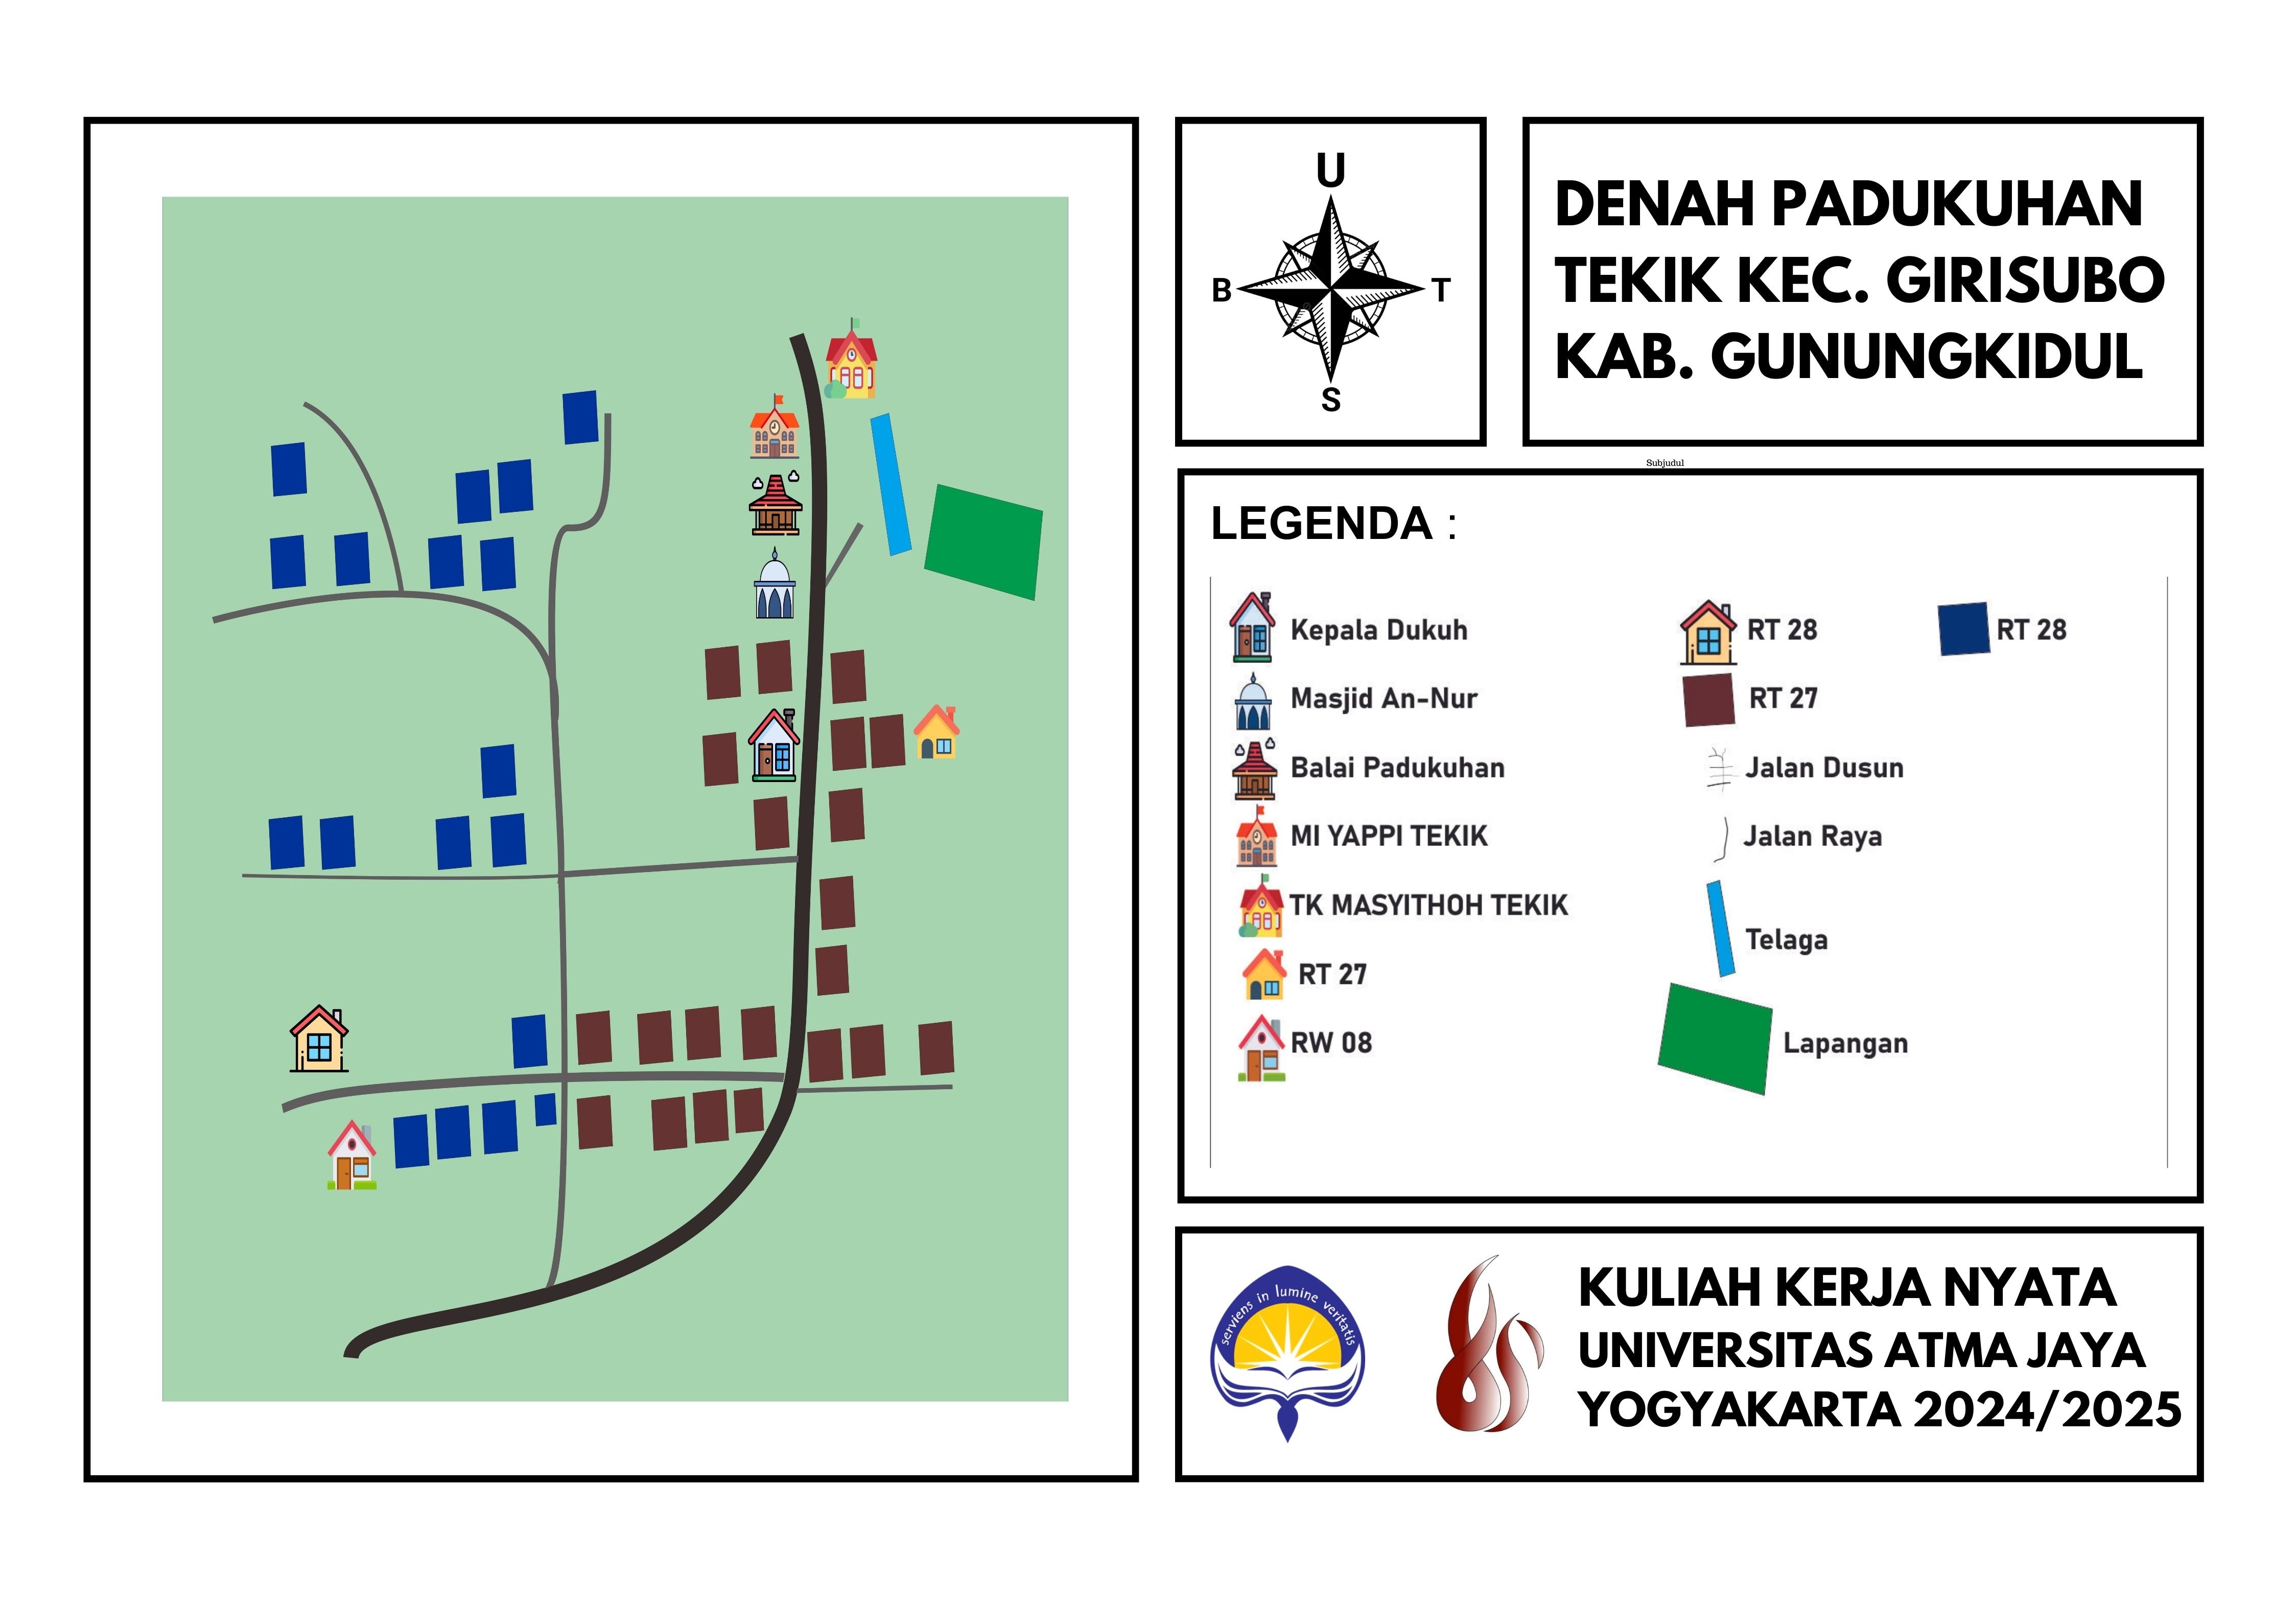 U
B
T
S
DENAH PADUKUHAN
TEKIK KEC. GIRISUBO
KAB. GUNUNGKIDUL
Subjudul
LEGENDA :
Kepala Dukuh
Masjid An-Nur
Balai Padukuhan
MI YAPPI TEKIK
TK MASYITHOH TEKIK
RT 27
RW 08
RT 28
RT 27
Jalan Dusun
Jalan Raya
Telaga
Lapangan
RT 28
serviens in lumine veritatis
KULIAH KERJA NYATA
UNIVERSITAS ATMA JAYA
YOGYAKARTA 2024/2025